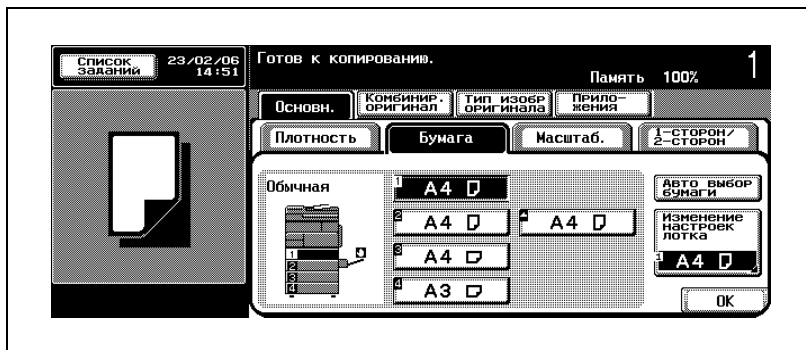 Список
заданий
23/02/06
14:51
Готов к копированию.
Память 100%
1
Основн.
Комбинир.
оригинал
Тип изобр
оригинала
Прило-
жения
Плотность
Бумага
Масштаб.
1-сторон/
2-сторон
Обычная
1 A4
2 A4
A4
3 A4
4 A3
1
2
3
4
Авто выбор
бумаги
Изменение
настроек
лотка
1 A4
OK